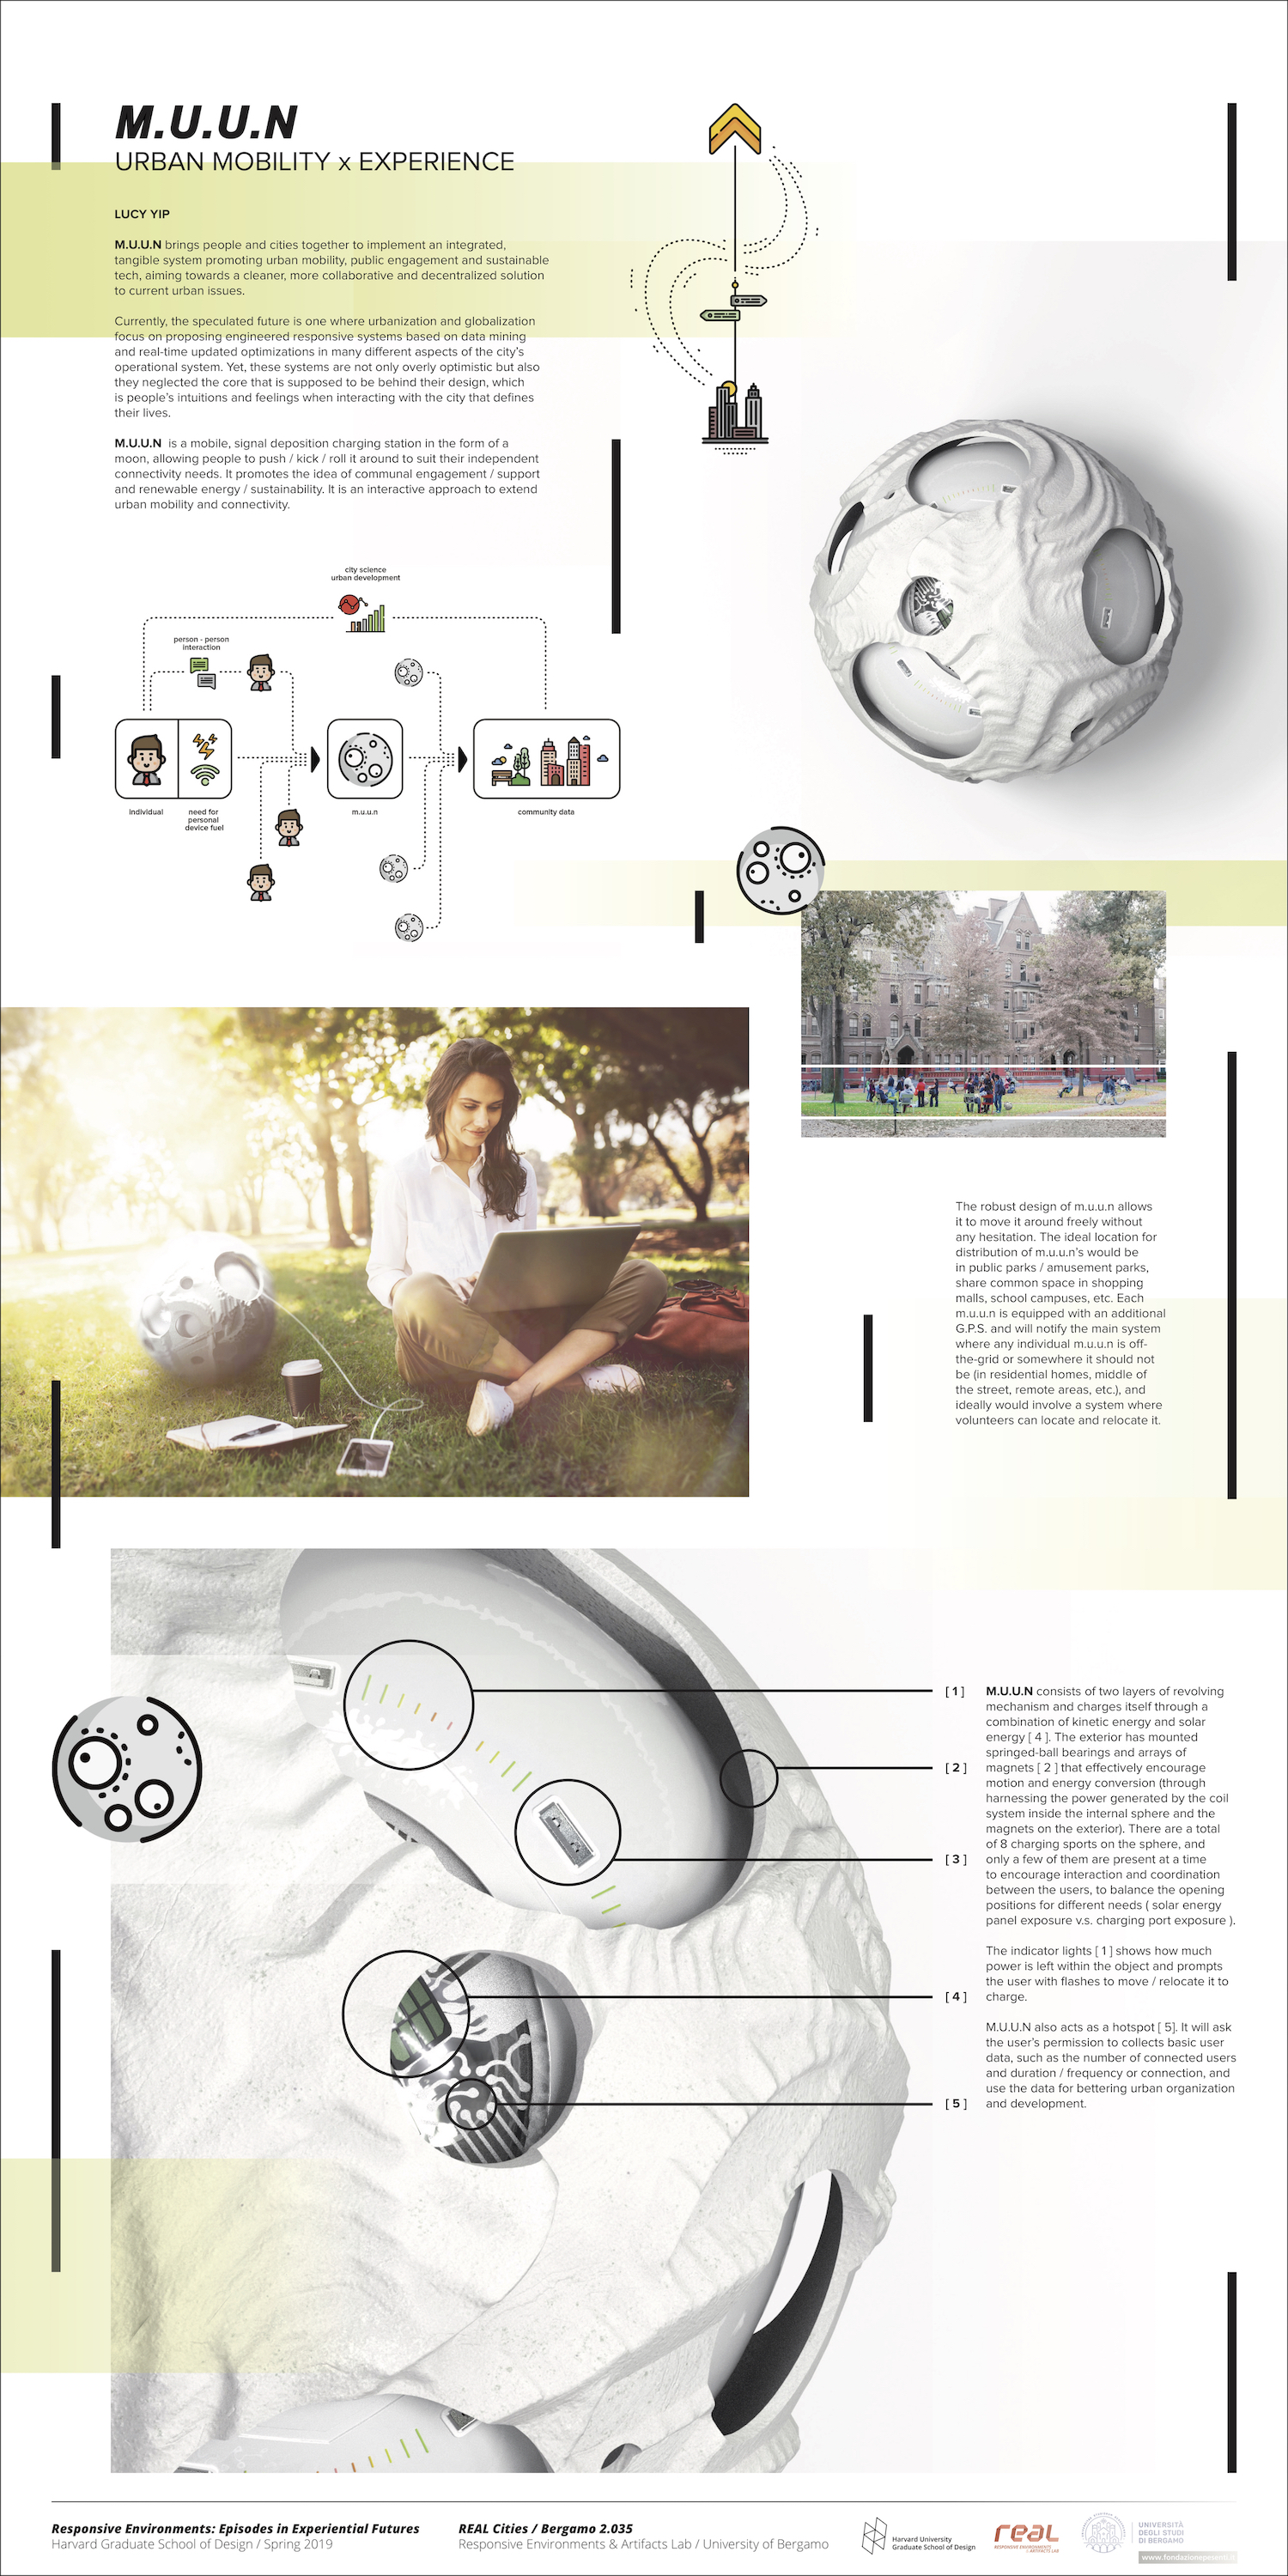 M.U.U.N
URBAN MOBILITY x EXPERIENCE
LUCY YIP
M.U.U.N brings people and cities together to implement an integrated,
tangible system promoting urban mobility, public engagement and sustainable
tech, aiming towards a cleaner, more collaborative and decentralized solution
to current urban issues.
Currently, the speculated future is one where urbanization and globalization
focus on proposing engineered responsive systems based on data mining
and real-time updated optimizations in many different aspects of the city's
operational system. Yet, these systems are not only overly optimistic but also
they neglected the core that is supposed to be behind their design, which
is people's intuitions and feelings when interacting with the city that defines
their lives.
M.U.U.N is a mobile, signal deposition charging station in the form of a
moon, allowing people to push / kick / roll it around to suit their independent
connectivity needs. It promotes the idea of communal engagement / support
and renewable energy / sustainability. It is an interactive approach to extend
urban mobility and connectivity.
city science
urban development
person - person
interaction
individual
need for
personal
device fuel
m.u.u.n
community data
The robust design of m.u.u.n allows
it to move it around freely without
any hesitation. The ideal location for
distribution of m.u.u.n's would be
in public parks / amusement parks,
share common space in shopping
malls, school campuses, etc. Each
m.u.u.n is equipped with an additional
G.P.S. and will notify the main system
where any individual m.u.u.n is off-
the-grid or somewhere it should not
be (in residential homes, middle of
the street, remote areas, etc.), and
ideally would involve a system where
volunteers can locate and relocate it.
[ 1 ]
[ 2 ]
[ 3 ]
[ 4 ]
[ 5 ]
M.U.U.N consists of two layers of revolving
mechanism and charges itself through a
combination of kinetic energy and solar
energy [ 4 ]. The exterior has mounted
springed-ball bearings and arrays of
magnets [ 2 ] that effectively encourage
motion and energy conversion (through
harnessing the power generated by the coil
system inside the internal sphere and the
magnets on the exterior). There are a total
of 8 charging sports on the sphere, and
only a few of them are present at a time
to encourage interaction and coordination
between the users, to balance the opening
positions for different needs ( solar energy
panel exposure v.s. charging port exposure ).
The indicator lights [ 1 ] shows how much
power is left within the object and prompts
the user with flashes to move / relocate it to
charge.
M.U.U.N also acts as a hotspot [ 5]. It will ask
the user's permission to collects basic user
data, such as the number of connected users
and duration / frequency or connection, and
use the data for bettering urban organization
and development.
Responsive Environments: Episodes in Experiential Futures
Harvard Graduate School of Design / Spring 2019
REAL Cities / Bergamo 2.035
Responsive Environments & Artifacts Lab / University of Bergamo
Harvard University
Graduate School of Design
real
RESPONSIVE ENVIRONMENTS
& ARTIFACTS LAB
UNIVERSITÀ
DEGLI STUDI
DI BERGAMO